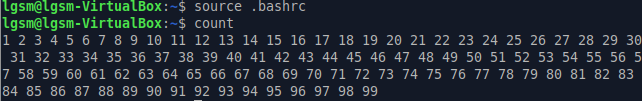 lgsm@lgsm-VirtualBox:~$ source .bashrc
lgsm@lgsm-VirtualBox:~$ count
1 2 3 4 5 6 7 8 9 10 11 12 13 14 15 16 17 18 19 20 21 22 23 24 25 26 27 28 29 30
31 32 33 34 35 36 37 38 39 40 41 42 43 44 45 46 47 48 49 50 51 52 53 54 55 56 5
7 58 59 60 61 62 63 64 65 66 67 68 69 70 71 72 73 74 75 76 77 78 79 80 81 82 83
84 85 86 87 88 89 90 91 92 93 94 95 96 97 98 99